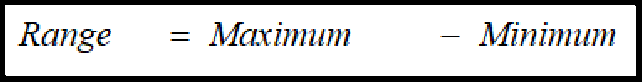 Range = Maximum – Minimum